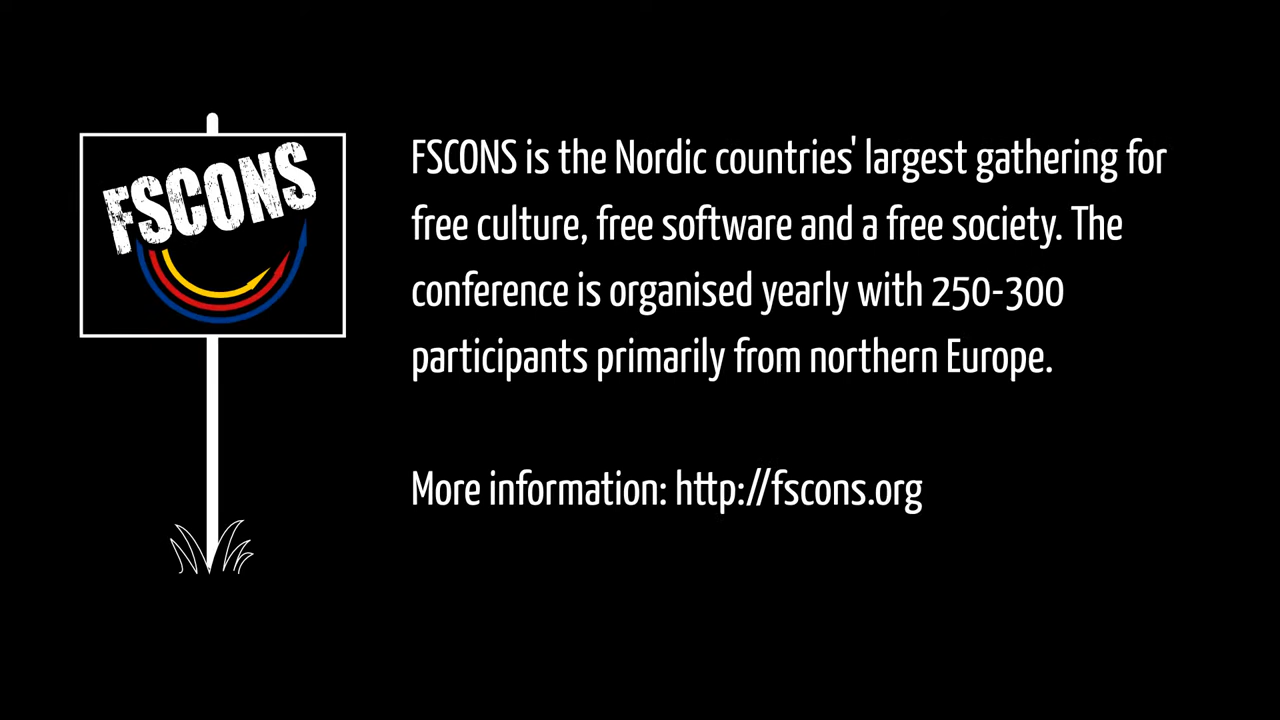 FSCONS
FSCONS is the Nordic countries' largest gathering for
free culture, free software and a free society. The
conference is organised yearly with 250-300
participants primarily from northern Europe.
More information: http://fscons.org